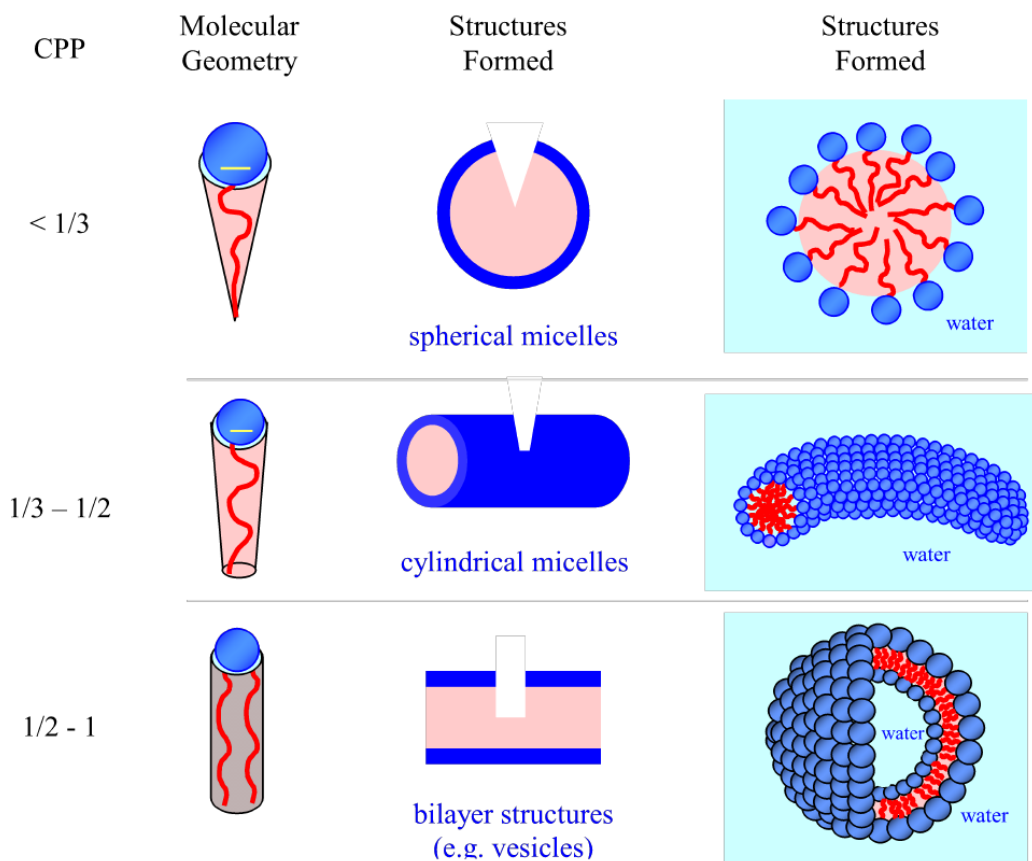 CPP
Molecular
Geometry
Structures
Formed
Structures
Formed
< 1/3
spherical micelles
water
1/3 – 1/2
cylindrical micelles
water
1/2 - 1
bilayer structures
(e.g. vesicles)
water
water